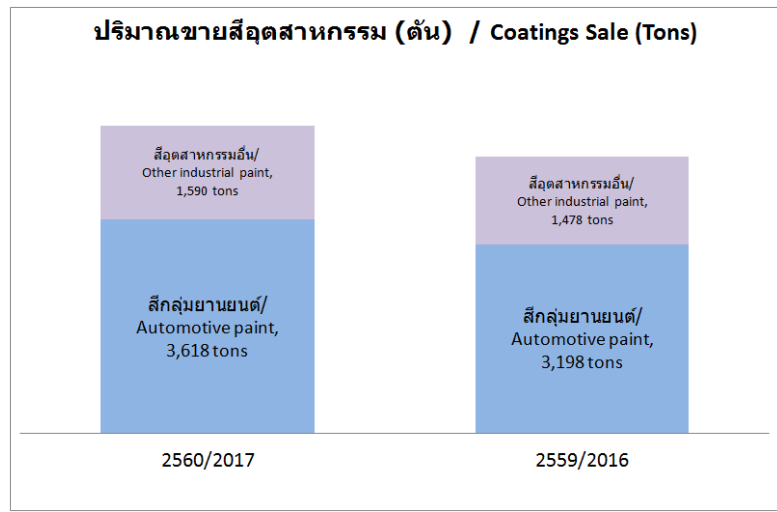 ปริมาณขายสีอุตสาหกรรม (ตัน) / Coatings Sale (Tons)
สีอุตสาหกรรมอื่น/
Other industrial paint,
1,590 tons
สีกลุ่มยานยนต์/
Automotive paint,
3,618 tons
2560/2017
สีอุตสาหกรรมอื่น/
Other industrial paint,
1,478 tons
สีกลุ่มยานยนต์/
Automotive paint,
3,198 tons
2559/2016